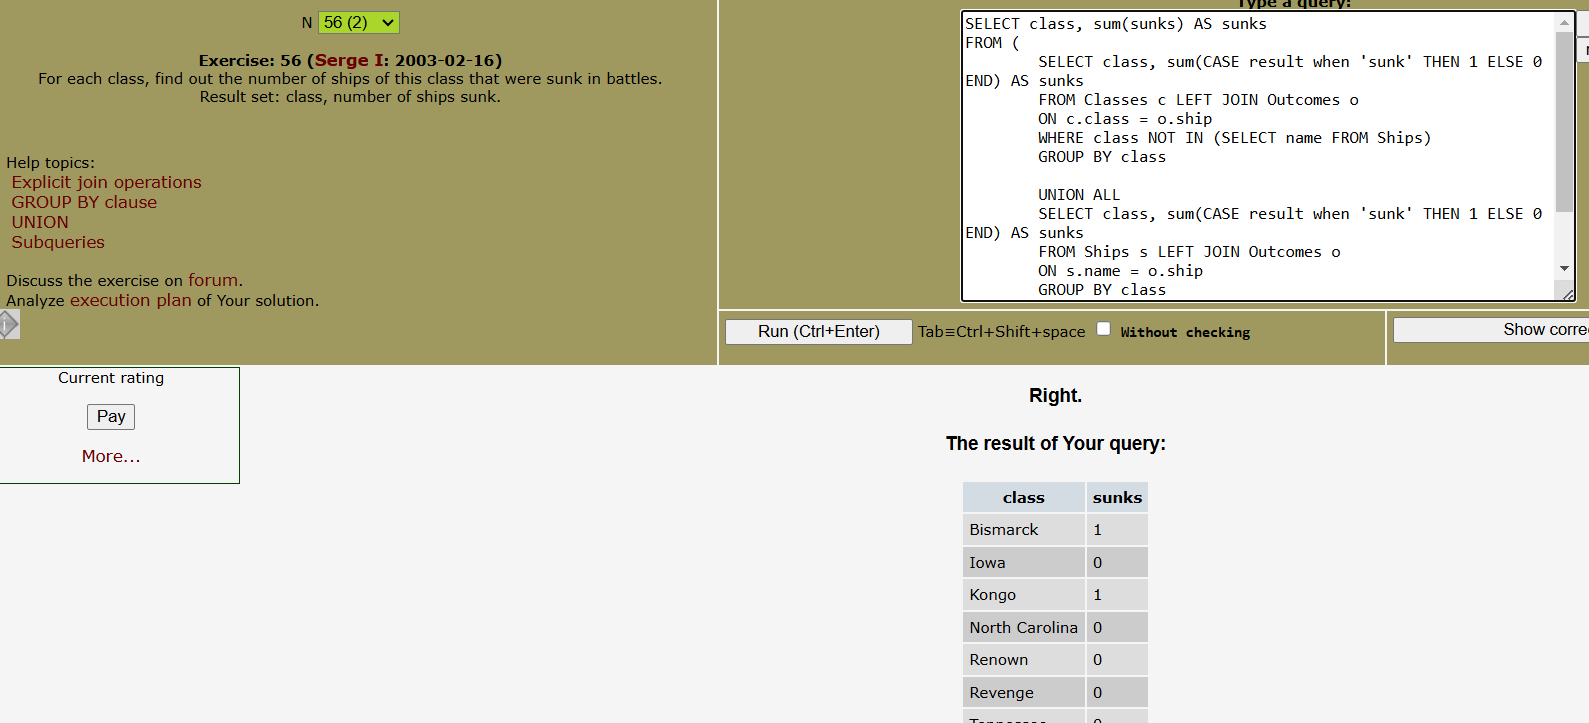 N 56 (2)
Exercise: 56 (Serge I: 2003-02-16)
For each class, find out the number of ships of this class that were sunk in battles.
Result set: class, number of ships sunk.
Help topics:
Explicit join operations
GROUP BY clause
UNION
Subqueries
Discuss the exercise on forum.
Analyze execution plan of Your solution.
Type a query:
SELECT class, sum(sunks) AS sunks
FROM (
SELECT class, sum(CASE result when 'sunk' THEN 1 ELSE 0
END) AS sunks
FROM Classes c LEFT JOIN Outcomes o
ON c.class = o.ship
WHERE class NOT IN (SELECT name FROM Ships)
GROUP BY class
UNION ALL
SELECT class, sum(CASE result when 'sunk' THEN 1 ELSE 0
END) AS sunks
FROM Ships s LEFT JOIN Outcomes o
ON s.name = o.ship
GROUP BY class
Run (Ctrl+Enter) Tab≡Ctrl+Shift+space Without checking
Show corre
Current rating
Pay
More...
Right.
The result of Your query:
class sunks
Bismarck 1
Iowa 0
Kongo 1
North Carolina 0
Renown 0
Revenge 0
Tennessee 0